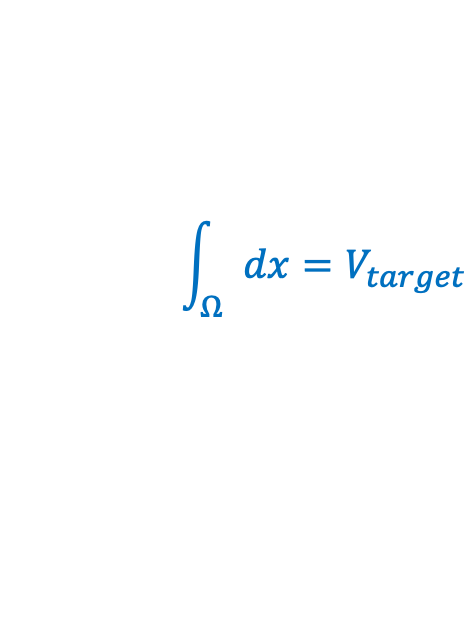 ∫_Ω dx = V_target